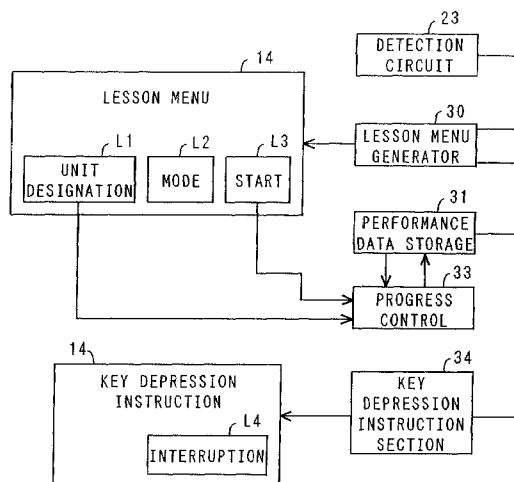 23
DETECTION
CIRCUIT
14
LESSON MENU
L1
L2
L3
UNIT
DESIGNATION
MODE
START
30
LESSON MENU
GENERATOR
31
PERFORMANCE
DATA STORAGE
33
PROGRESS
CONTROL
14
KEY DEPRESSION
INSTRUCTION
L4
INTERRUPTION
34
KEY
DEPRESSION
INSTRUCTION
SECTION